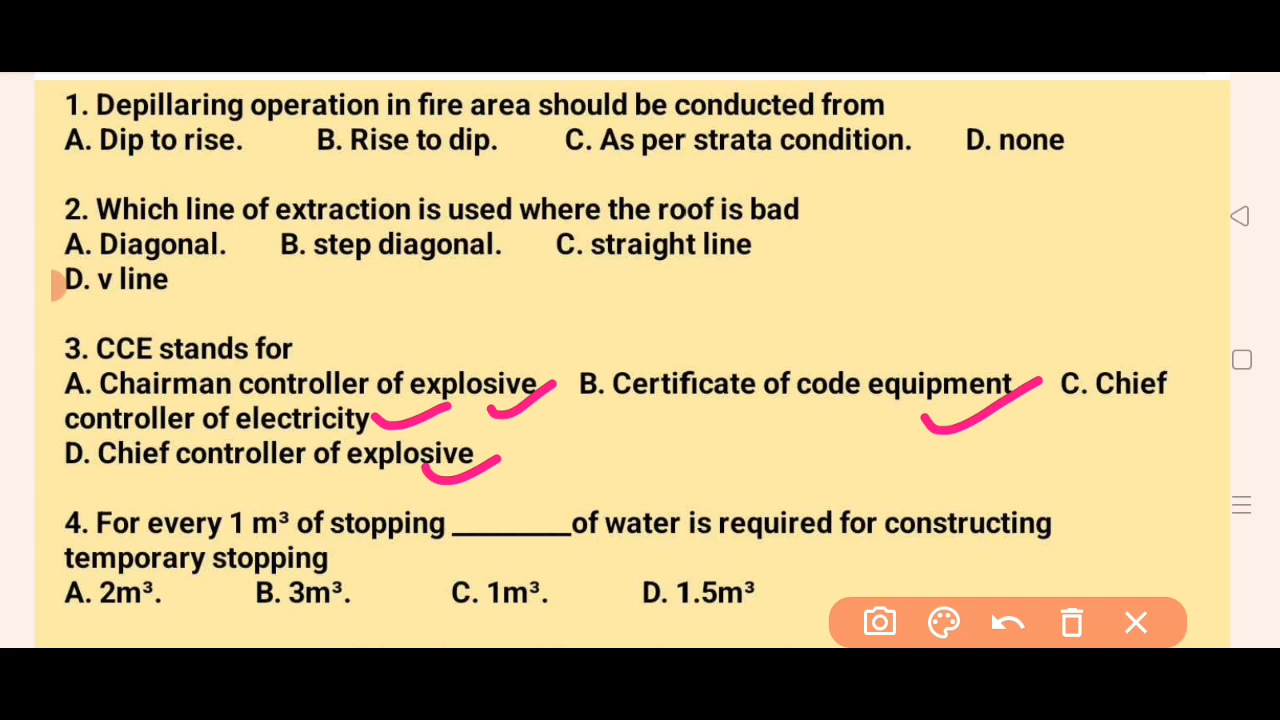 1. Depillaring operation in fire area should be conducted from
A. Dip to rise. B. Rise to dip. C. As per strata condition. D. none
2. Which line of extraction is used where the roof is bad
A. Diagonal. B. step diagonal. C. straight line
D. v line
3. CCE stands for
A. Chairman controller of explosive B. Certificate of code equipment C. Chief
controller of electricity
D. Chief controller of explosive
4. For every 1 m³ of stopping ________of water is required for constructing
temporary stopping
A. 2m³. B. 3m³. C. 1m³. D. 1.5m³